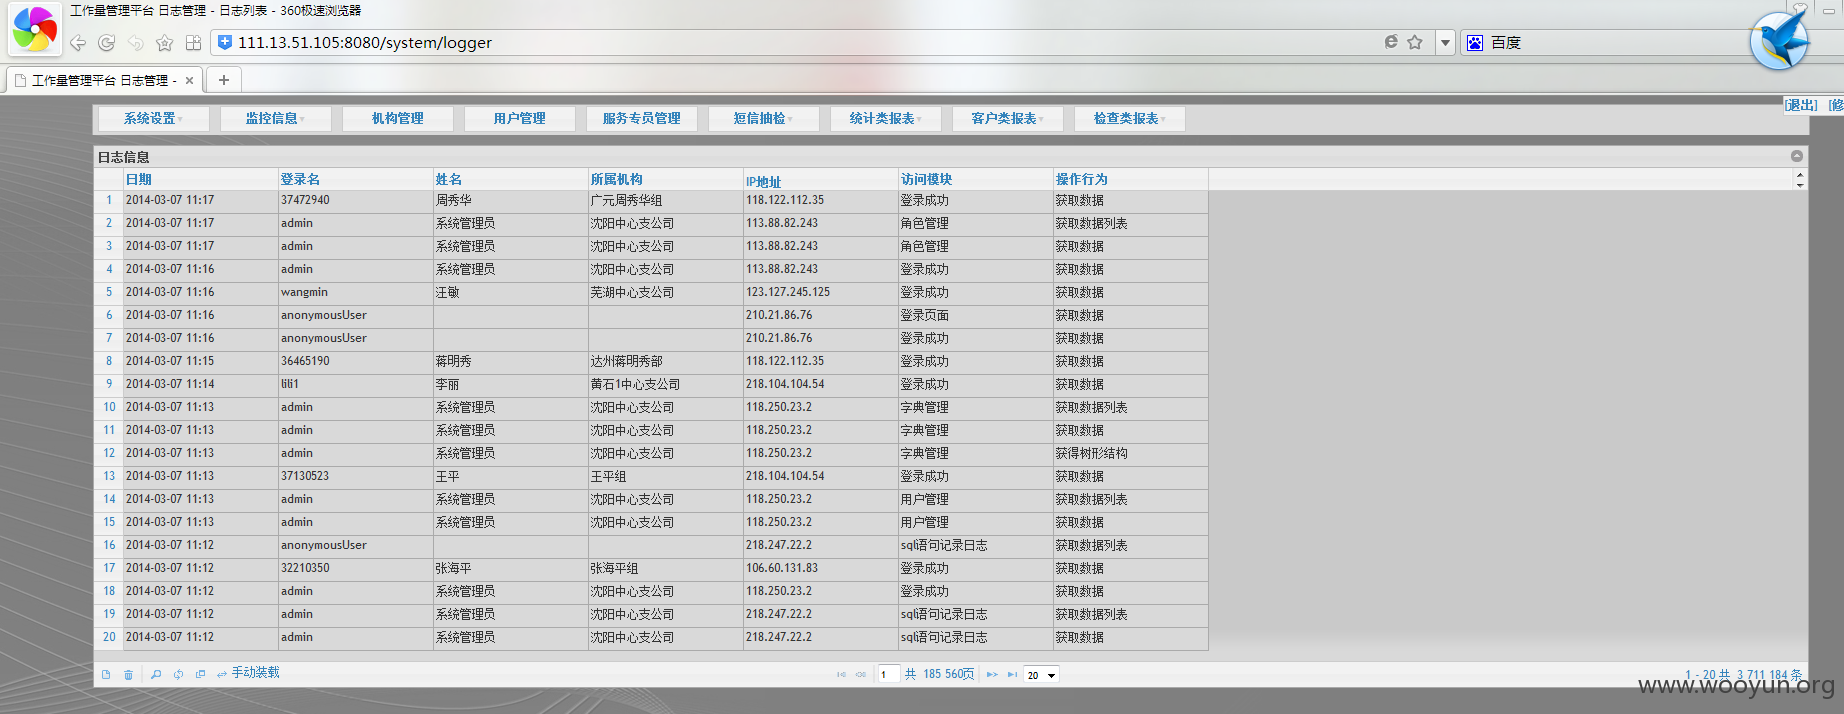 工作量管理平台 日志管理 - 日志列表 - 360极速浏览器
111.13.51.105:8080/system/logger
百度
工作量管理平台 日志管理 -
[退出] [修
系统设置 监控信息 机构管理 用户管理 服务专员管理 短信抽检 统计类报表 客户类报表 检查类报表
日志信息
日期 登录名 姓名 所属机构 IP地址 访问模块 操作行为
1 2014-03-07 11:17 37472940 周秀华 广元周秀华组 118.122.112.35 登录成功 获取数据
2 2014-03-07 11:17 admin 系统管理员 沈阳中心支公司 113.88.82.243 角色管理 获取数据列表
3 2014-03-07 11:17 admin 系统管理员 沈阳中心支公司 113.88.82.243 角色管理 获取数据
4 2014-03-07 11:16 admin 系统管理员 沈阳中心支公司 113.88.82.243 登录成功 获取数据
5 2014-03-07 11:16 wangmin 汪敏 芜湖中心支公司 123.127.245.125 登录成功 获取数据
6 2014-03-07 11:16 anonymousUser 210.21.86.76 登录页面 获取数据
7 2014-03-07 11:16 anonymousUser 210.21.86.76 登录成功 获取数据
8 2014-03-07 11:15 36465190 蒋明秀 达州蒋明秀部 118.122.112.35 登录成功 获取数据
9 2014-03-07 11:14 lili1 李丽 黄石1中心支公司 218.104.104.54 登录成功 获取数据
10 2014-03-07 11:13 admin 系统管理员 沈阳中心支公司 118.250.23.2 字典管理 获取数据列表
11 2014-03-07 11:13 admin 系统管理员 沈阳中心支公司 118.250.23.2 字典管理 获取数据
12 2014-03-07 11:13 admin 系统管理员 沈阳中心支公司 118.250.23.2 字典管理 获得树形结构
13 2014-03-07 11:13 37130523 王平 王平组 218.104.104.54 登录成功 获取数据
14 2014-03-07 11:13 admin 系统管理员 沈阳中心支公司 118.250.23.2 用户管理 获取数据列表
15 2014-03-07 11:13 admin 系统管理员 沈阳中心支公司 118.250.23.2 用户管理 获取数据
16 2014-03-07 11:12 anonymousUser 218.247.22.2 sql语句记录日志 获取数据列表
17 2014-03-07 11:12 32210350 张海平 张海平组 106.60.131.83 登录成功 获取数据
18 2014-03-07 11:12 admin 系统管理员 沈阳中心支公司 118.250.23.2 登录成功 获取数据
19 2014-03-07 11:12 admin 系统管理员 沈阳中心支公司 218.247.22.2 sql语句记录日志 获取数据列表
20 2014-03-07 11:12 admin 系统管理员 沈阳中心支公司 218.247.22.2 sql语句记录日志 获取数据
手动装载 1 共 185 560页 20 1 - 20 共 3 711 184 条
www.wooyun.org